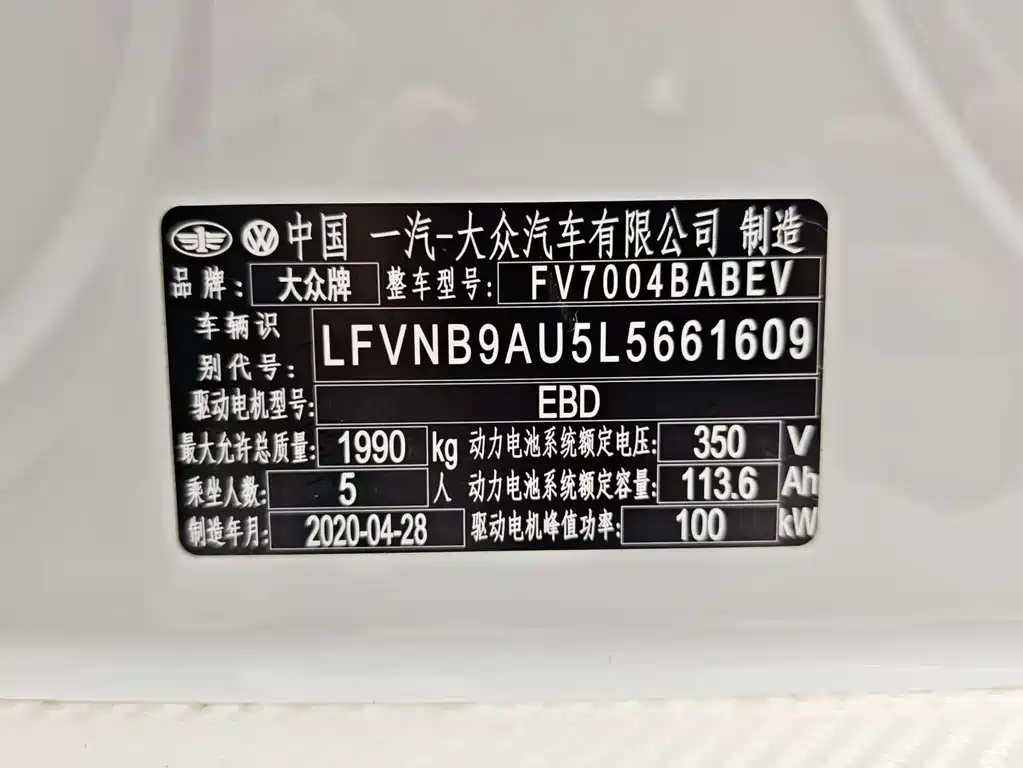 中国 一汽-大众汽车有限公司 制造
品牌: 大众牌 整车型号: FV7004BABEV
车辆识
别代号: LFVNB9AU5L5661609
驱动电机型号: EBD
最大允许总质量: 1990 kg 动力电池系统额定电压: 350 V
乘坐人数: 5 人 动力电池系统额定容量: 113.6 Ah
制造年月: 2020-04-28 驱动电机峰值功率: 100 kW